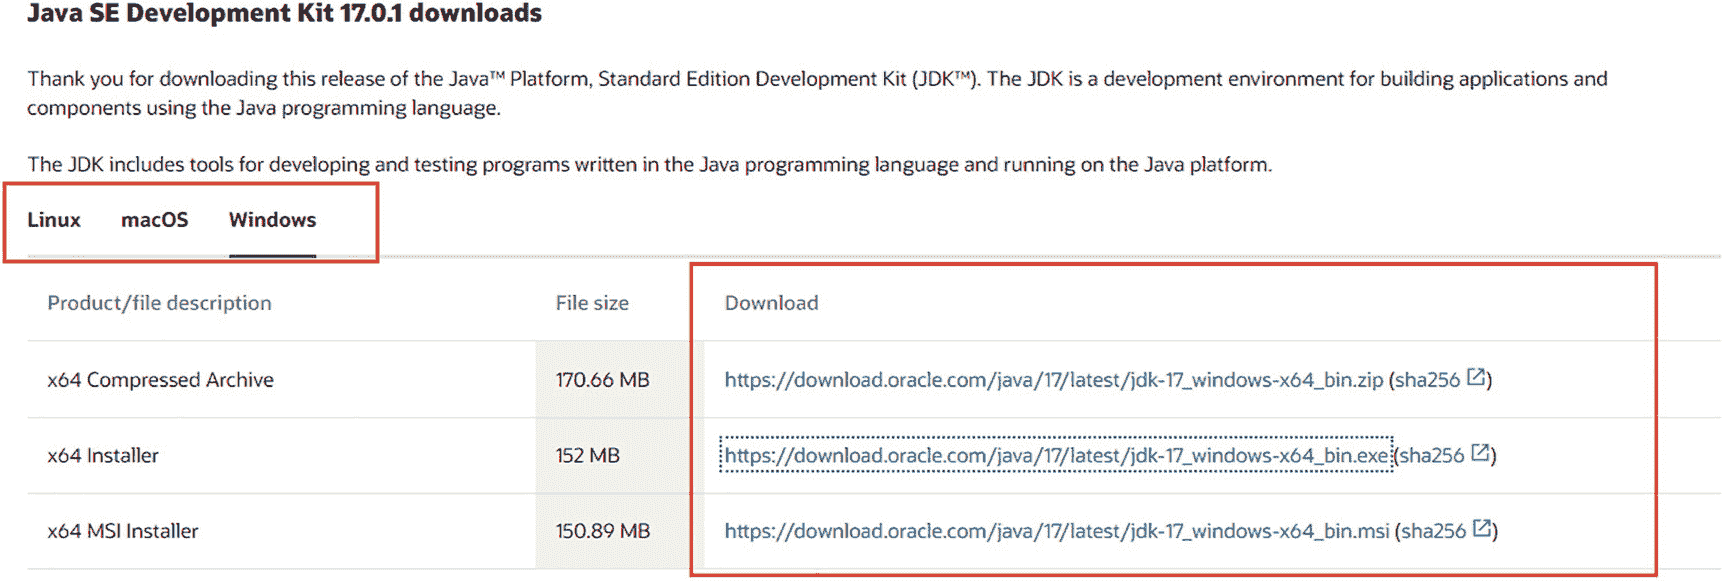 Java SE Development Kit 17.0.1 downloads
Thank you for downloading this release of the Java™ Platform, Standard Edition Development Kit (JDK™). The JDK is a development environment for building applications and
components using the Java programming language.
The JDK includes tools for developing and testing programs written in the Java programming language and running on the Java platform.
Linux macOS Windows
Product/file description File size Download
x64 Compressed Archive 170.66 MB https://download.oracle.com/java/17/latest/jdk-17_windows-x64_bin.zip (sha256)
x64 Installer 152 MB https://download.oracle.com/java/17/latest/jdk-17_windows-x64_bin.exe (sha256)
x64 MSI Installer 150.89 MB https://download.oracle.com/java/17/latest/jdk-17_windows-x64_bin.msi (sha256)